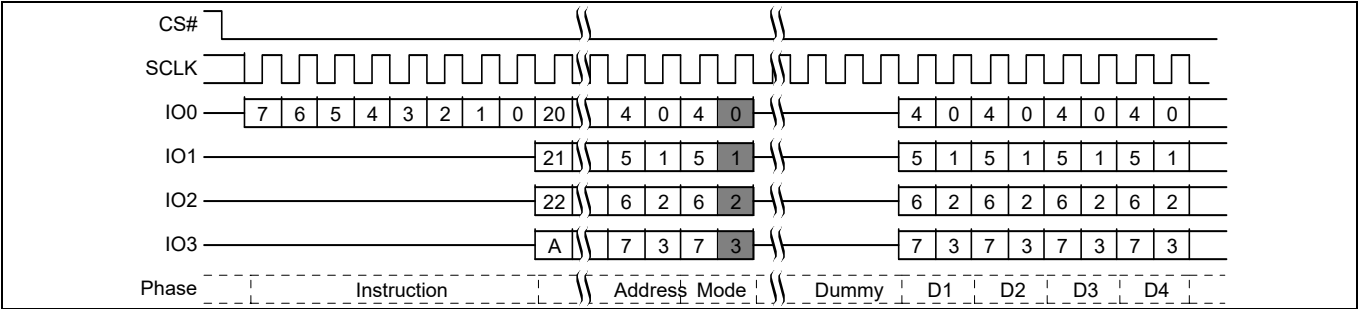 CS#
SCLK
IO0 7 6 5 4 3 2 1 0 20 4 0 4 0 4 0 4 0 4 0 4 0
IO1 21 5 1 5 1 5 1 5 1 5 1 5 1
IO2 22 6 2 6 2 6 2 6 2 6 2 6 2
IO3 A 7 3 7 3 7 3 7 3 7 3 7 3
Phase Instruction Address Mode Dummy D1 D2 D3 D4